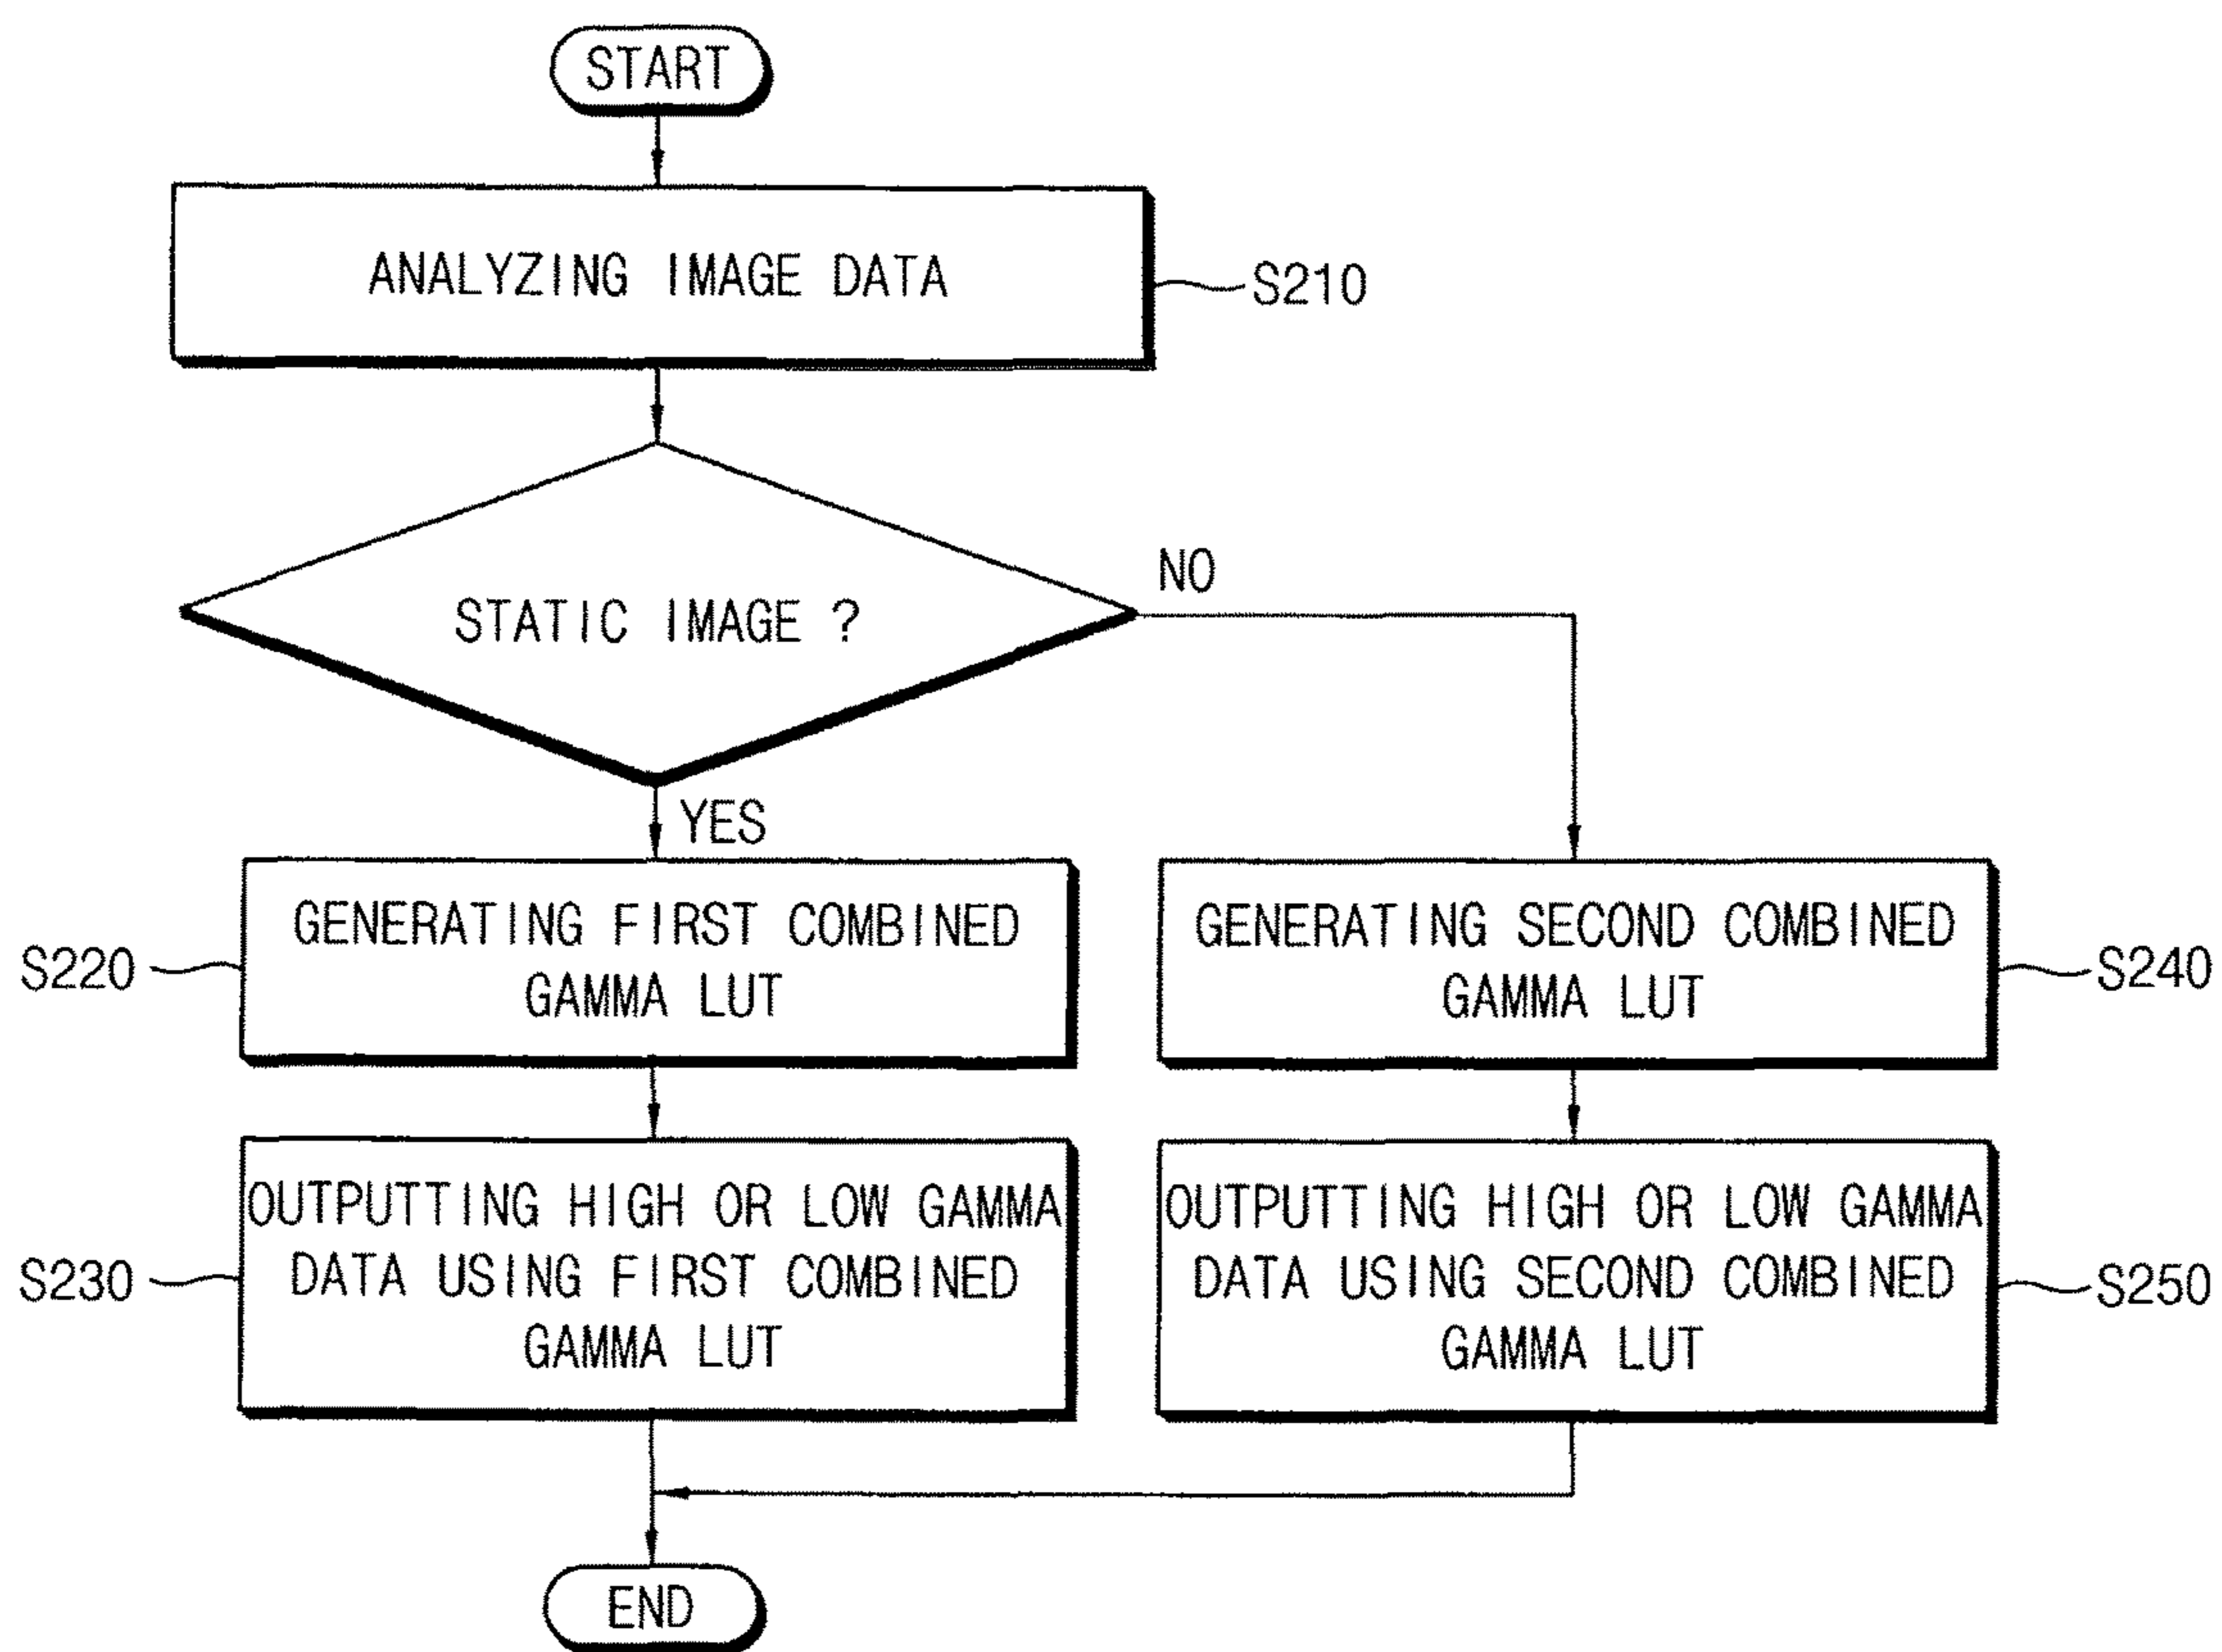 START
ANALYZING IMAGE DATA
S210
STATIC IMAGE ?
NO
YES
GENERATING FIRST COMBINED
GAMMA LUT
S220
GENERATING SECOND COMBINED
GAMMA LUT
S240
OUTPUTTING HIGH OR LOW GAMMA
DATA USING FIRST COMBINED
GAMMA LUT
S230
OUTPUTTING HIGH OR LOW GAMMA
DATA USING SECOND COMBINED
GAMMA LUT
S250
END